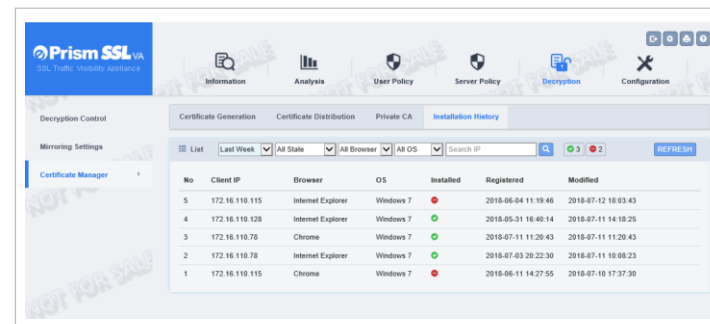 Prism SSL VA
SSL Traffic Visibility Appliance
Information Analysis User Policy Server Policy Decryption Configuration
Decryption Control
Mirroring Settings
Certificate Manager
Certificate Generation Certificate Distribution Private CA Installation History
List Last Week All State All Browser All OS Search IP 3 2 REFRESH
No Client IP Browser OS Installed Registered Modified
5 172.16.110.115 Internet Explorer Windows 7 2018-06-04 11:19:46 2018-07-12 18:03:43
4 172.16.110.128 Internet Explorer Windows 7 2018-05-31 16:40:14 2018-07-11 14:18:25
3 172.16.110.78 Chrome Windows 7 2018-07-11 11:20:43 2018-07-11 11:20:43
2 172.16.110.78 Internet Explorer Windows 7 2018-07-03 20:22:30 2018-07-11 10:08:23
1 172.16.110.115 Chrome Windows 7 2018-06-11 14:27:55 2018-07-10 17:37:30
NOT FOR SALE